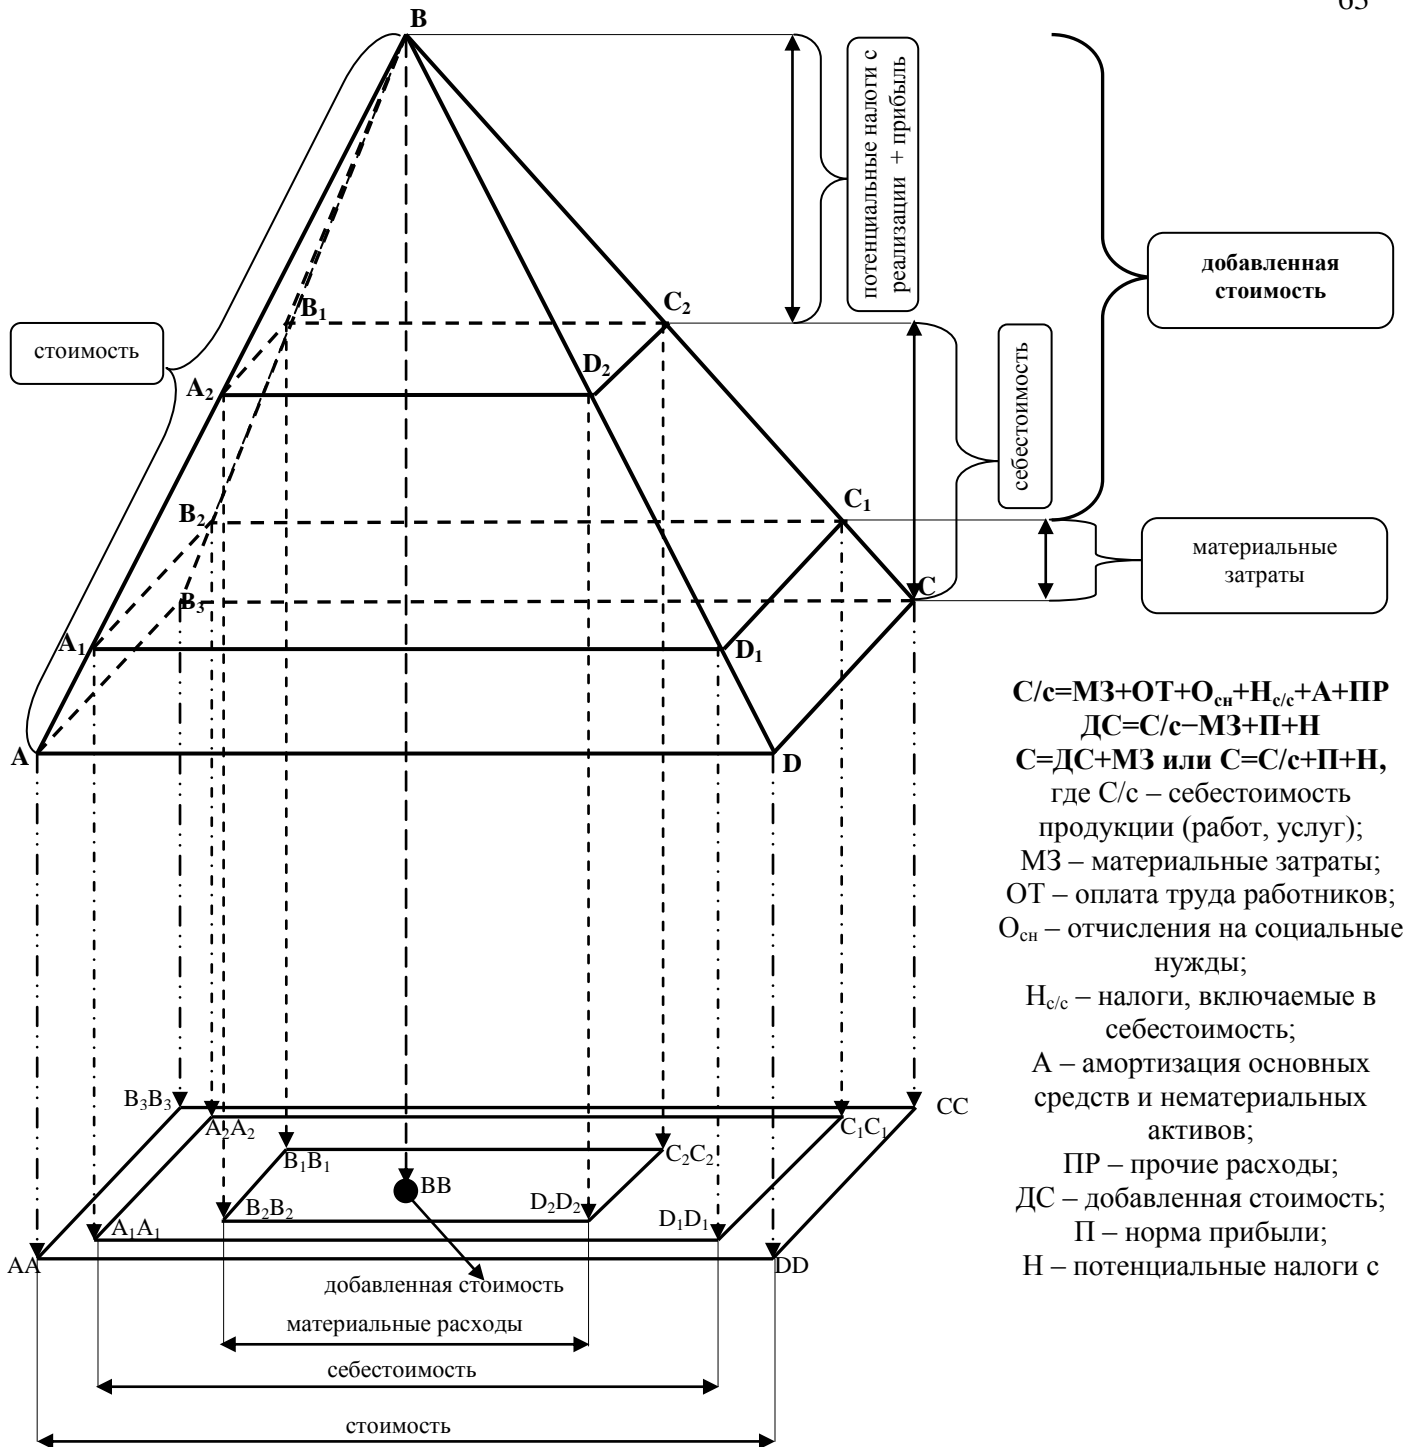 65
B
потенциальные налоги с
реализации + прибыль
добавленная
стоимость
B₁
C₂
стоимость
D₂
A₂
себестоимость
C₁
B₂
материальные
затраты
C
B₃
A₁
D₁
A
D
С/с=МЗ+ОТ+Осн+Нс/с+А+ПР
ДС=С/с−МЗ+П+Н
С=ДС+МЗ или С=С/с+П+Н,
где С/с – себестоимость
продукции (работ, услуг);
МЗ – материальные затраты;
ОТ – оплата труда работников;
Осн – отчисления на социальные
нужды;
Нс/с – налоги, включаемые в
себестоимость;
А – амортизация основных
средств и нематериальных
активов;
ПР – прочие расходы;
ДС – добавленная стоимость;
П – норма прибыли;
Н – потенциальные налоги с
B₃B₃
CC
A₂A₂
C₁C₁
B₁B₁
C₂C₂
BB
B₂B₂
D₂D₂
A₁A₁
D₁D₁
AA
DD
добавленная стоимость
материальные расходы
себестоимость
стоимость